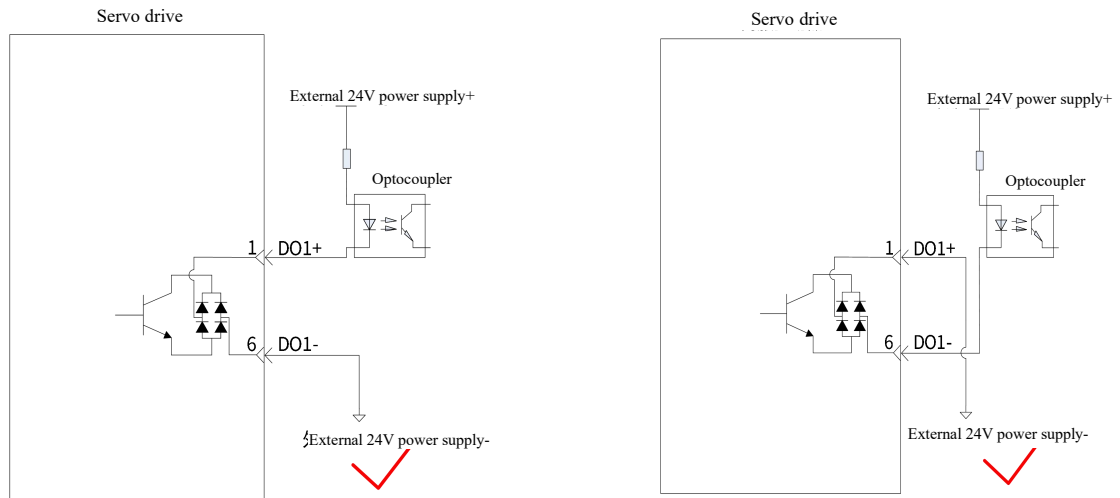 Servo drive
External 24V power supply+
Optocoupler
1 DO1+
6 DO1-
External 24V power supply-
Servo drive
External 24V power supply+
Optocoupler
1 DO1+
6 DO1-
External 24V power supply-